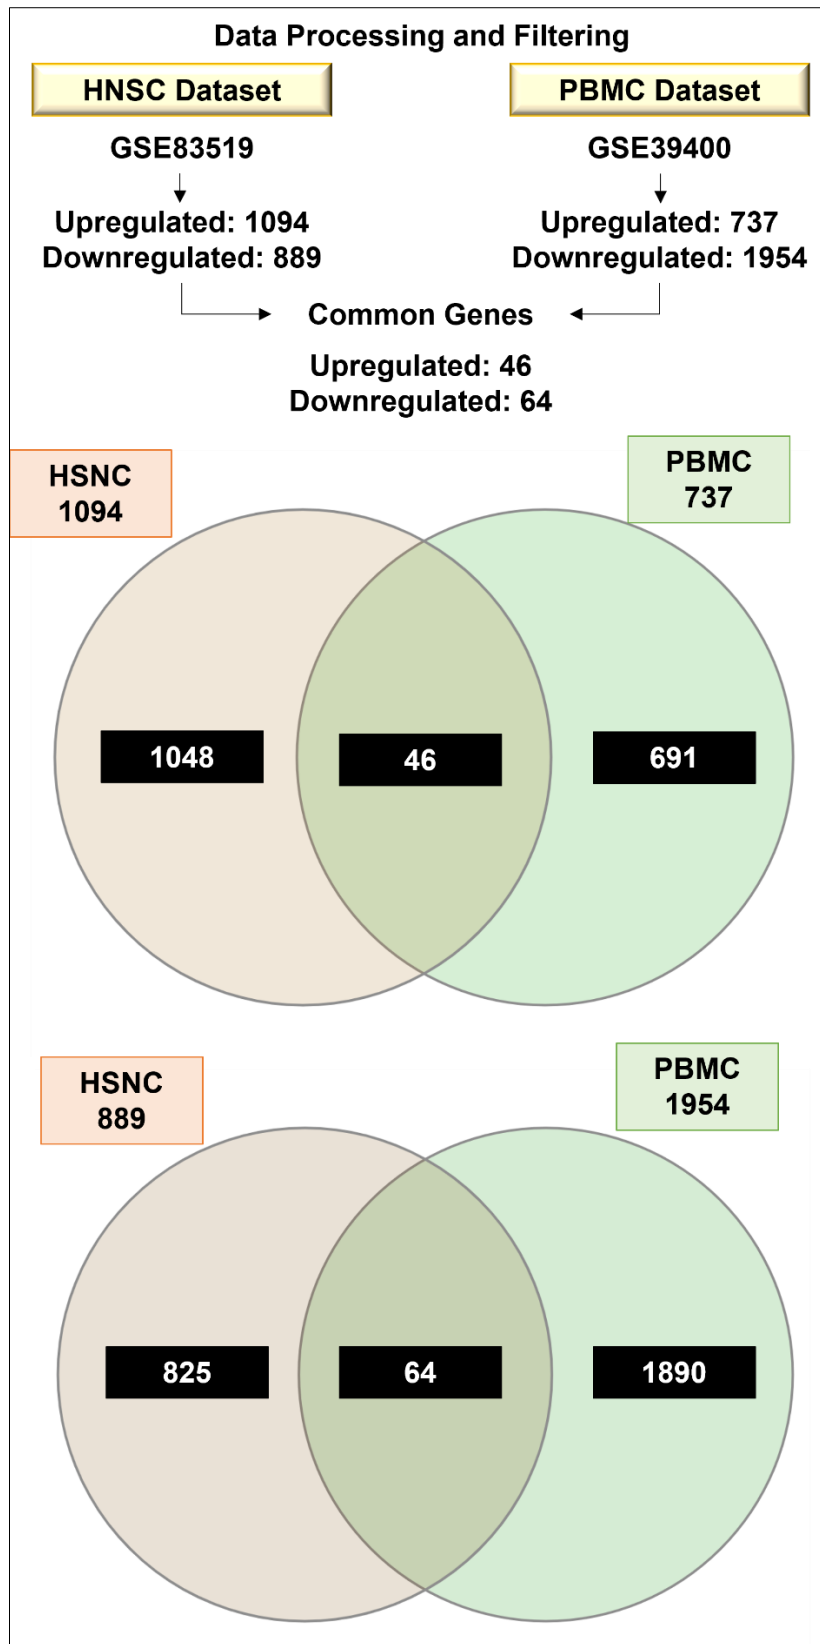 Data Processing and Filtering
HNSC Dataset
PBMC Dataset
GSE83519
GSE39400
Upregulated: 1094
Downregulated: 889
Upregulated: 737
Downregulated: 1954
Common Genes
Upregulated: 46
Downregulated: 64
HSNC
1094
PBMC
737
1048
46
691
HSNC
889
PBMC
1954
825
64
1890